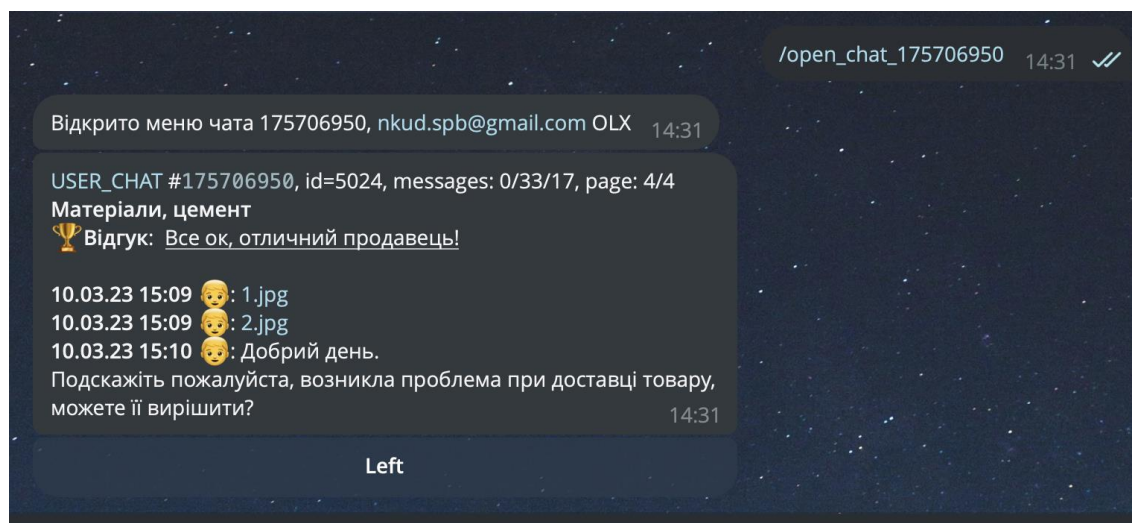 /open_chat_175706950 14:31
Відкрито меню чата 175706950, nkud.spb@gmail.com OLX 14:31
USER_CHAT #175706950, id=5024, messages: 0/33/17, page: 4/4
Матеріали, цемент
🏆Відгук: Все ок, отличний продавець!
10.03.23 15:09 👦: 1.jpg
10.03.23 15:09 👦: 2.jpg
10.03.23 15:10 👦: Добрий день.
Подскажіть пожалуйста, возникла проблема при доставці товару,
можете її вирішити? 14:31
Left